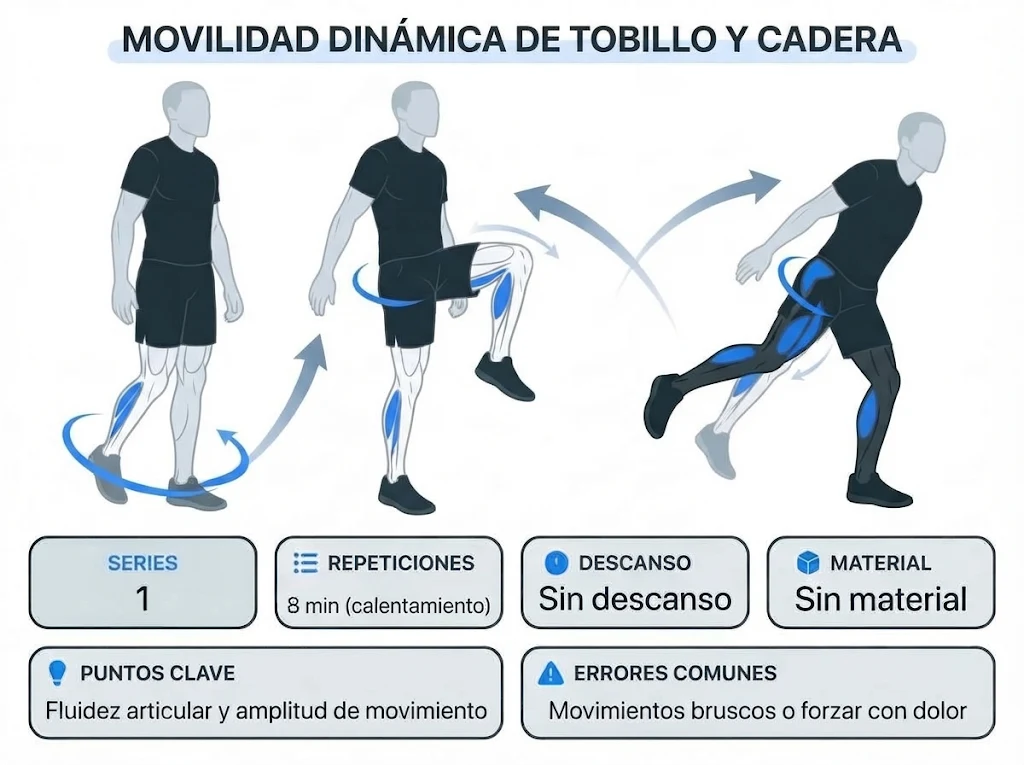 MOVILIDAD DINÁMICA DE TOBILLO Y CADERA
SERIES
1
REPETICIONES
8 min (calentamiento)
DESCANSO
Sin descanso
MATERIAL
Sin material
PUNTOS CLAVE
Fluidez articular y amplitud de movimiento
ERRORES COMUNES
Movimientos bruscos o forzar con dolor